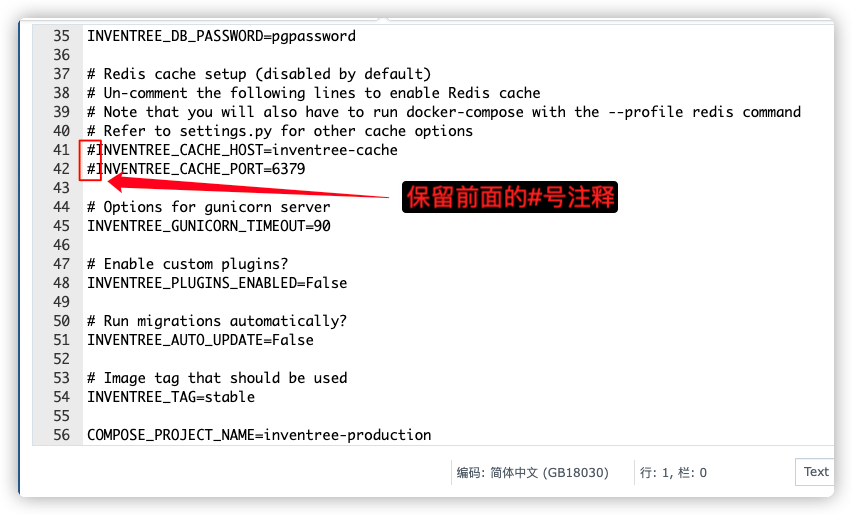 35 INVENTREE_DB_PASSWORD=pgpassword
36
37 # Redis cache setup (disabled by default)
38 # Un-comment the following lines to enable Redis cache
39 # Note that you will also have to run docker-compose with the --profile redis command
40 # Refer to settings.py for other cache options
41 #INVENTREE_CACHE_HOST=inventree-cache
42 #INVENTREE_CACHE_PORT=6379
保留前面的#号注释
43
44 # Options for gunicorn server
45 INVENTREE_GUNICORN_TIMEOUT=90
46
47 # Enable custom plugins?
48 INVENTREE_PLUGINS_ENABLED=False
49
50 # Run migrations automatically?
51 INVENTREE_AUTO_UPDATE=False
52
53 # Image tag that should be used
54 INVENTREE_TAG=stable
55
56 COMPOSE_PROJECT_NAME=inventree-production
编码: 简体中文 (GB18030) 行: 1, 栏: 0 Text